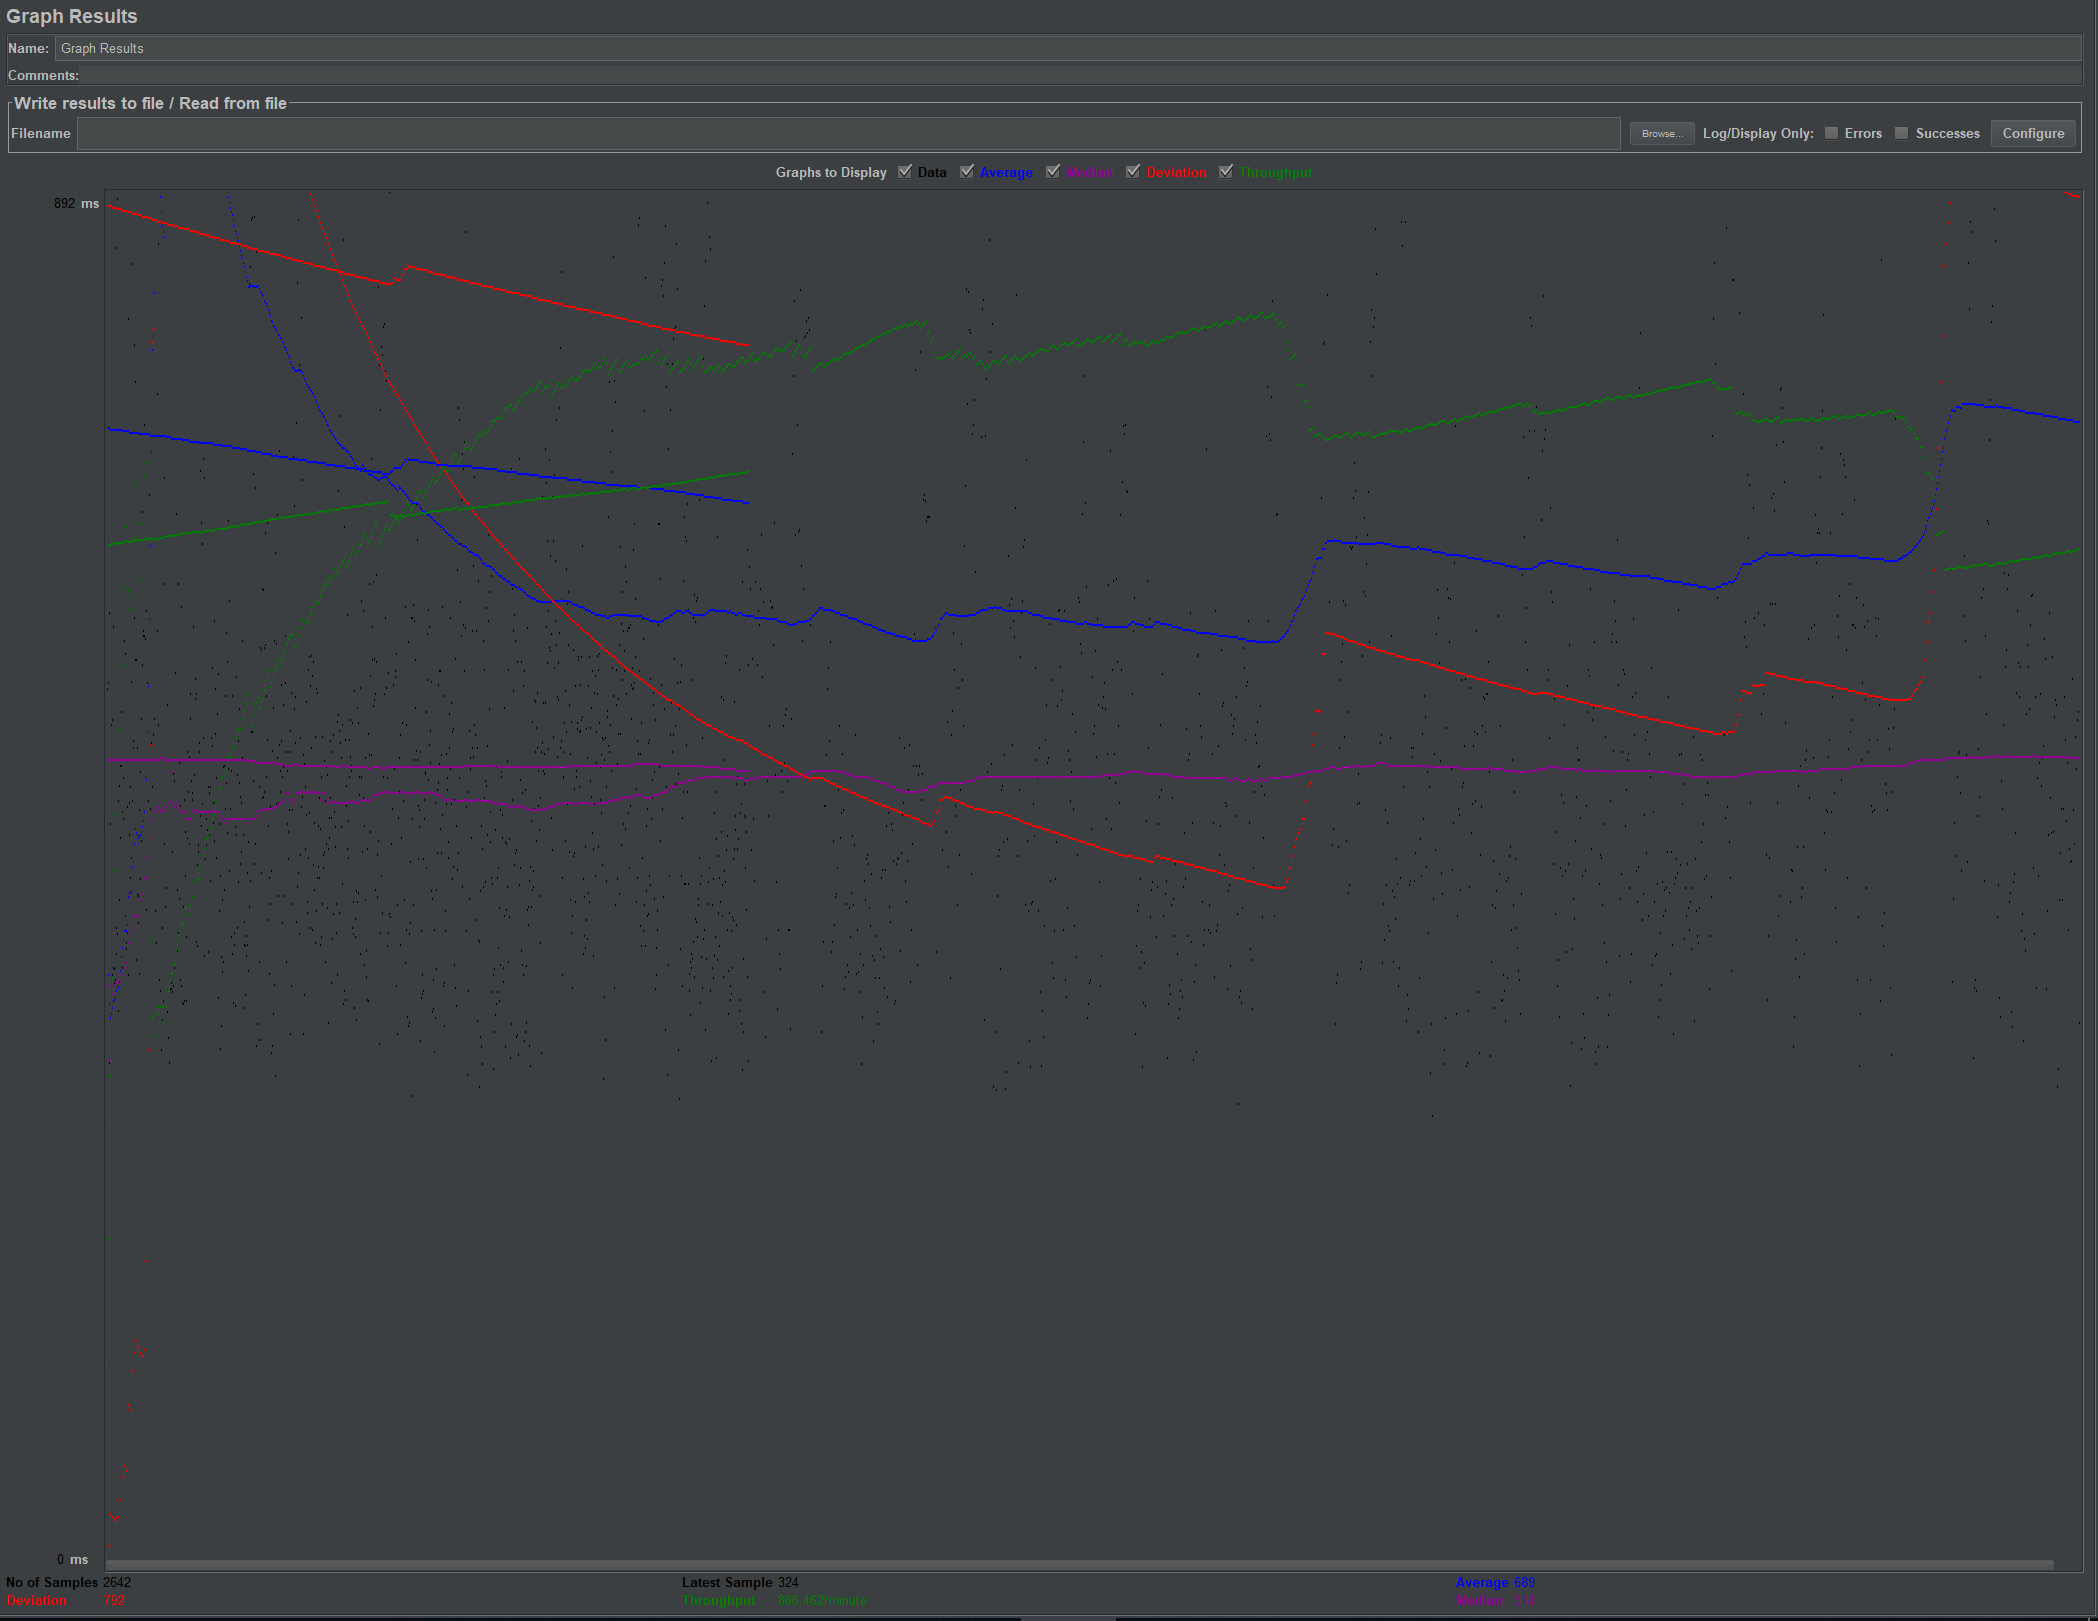 Graph Results
Name: Graph Results
Comments:
Write results to file / Read from file
Filename Browse... Log/Display Only: Errors Successes Configure
Graphs to Display Data Average Median Deviation Throughput
892 ms
0 ms
No of Samples 2642 Latest Sample 324 Average 689
Deviation 792 Throughput 866.462/minute Median